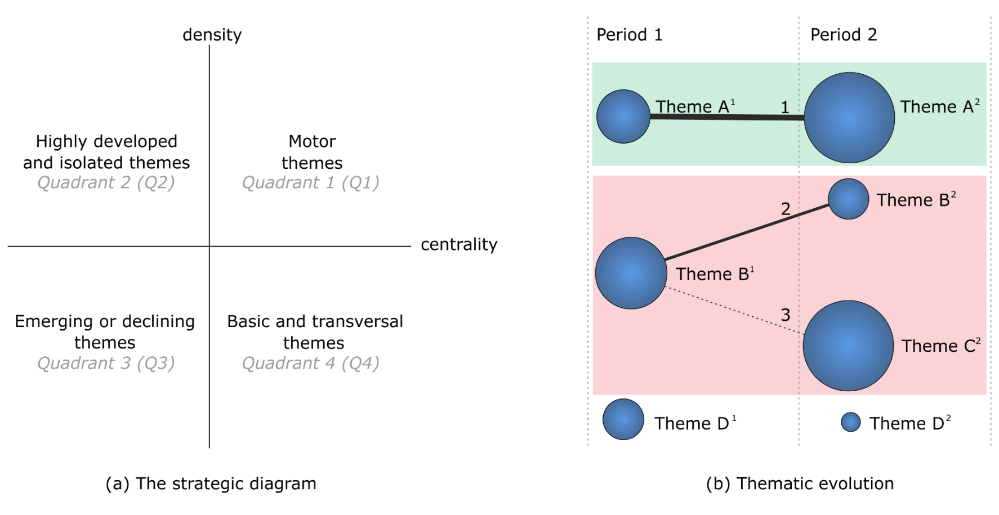 density
Highly developed
and isolated themes
Quadrant 2 (Q2)
Motor
themes
Quadrant 1 (Q1)
centrality
Emerging or declining
themes
Quadrant 3 (Q3)
Basic and transversal
themes
Quadrant 4 (Q4)
(a) The strategic diagram
Period 1
Period 2
Theme A¹
1
Theme A²
2
Theme B²
Theme B¹
3
Theme C²
Theme D¹
Theme D²
(b) Thematic evolution